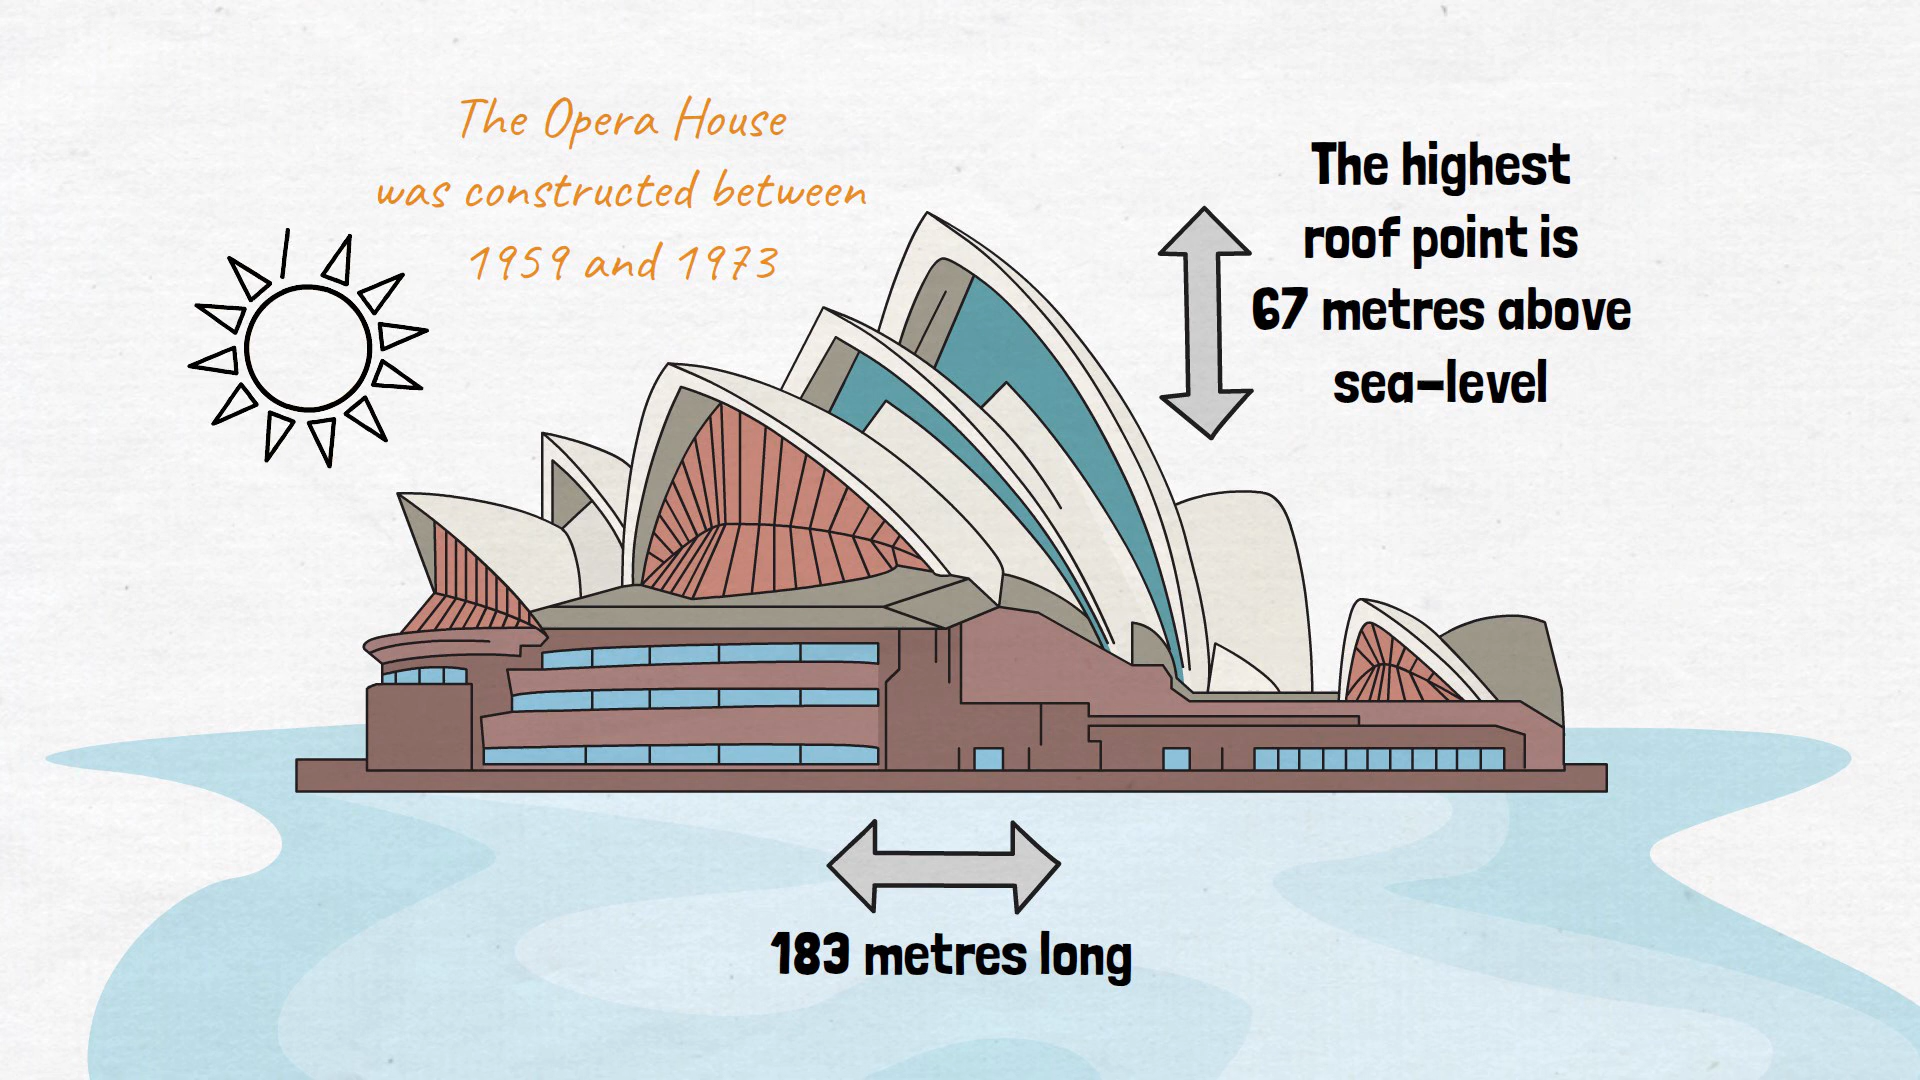 The Opera House
was constructed between
1959 and 1973
The highest
roof point is
67 metres above
sea-level
183 metres long